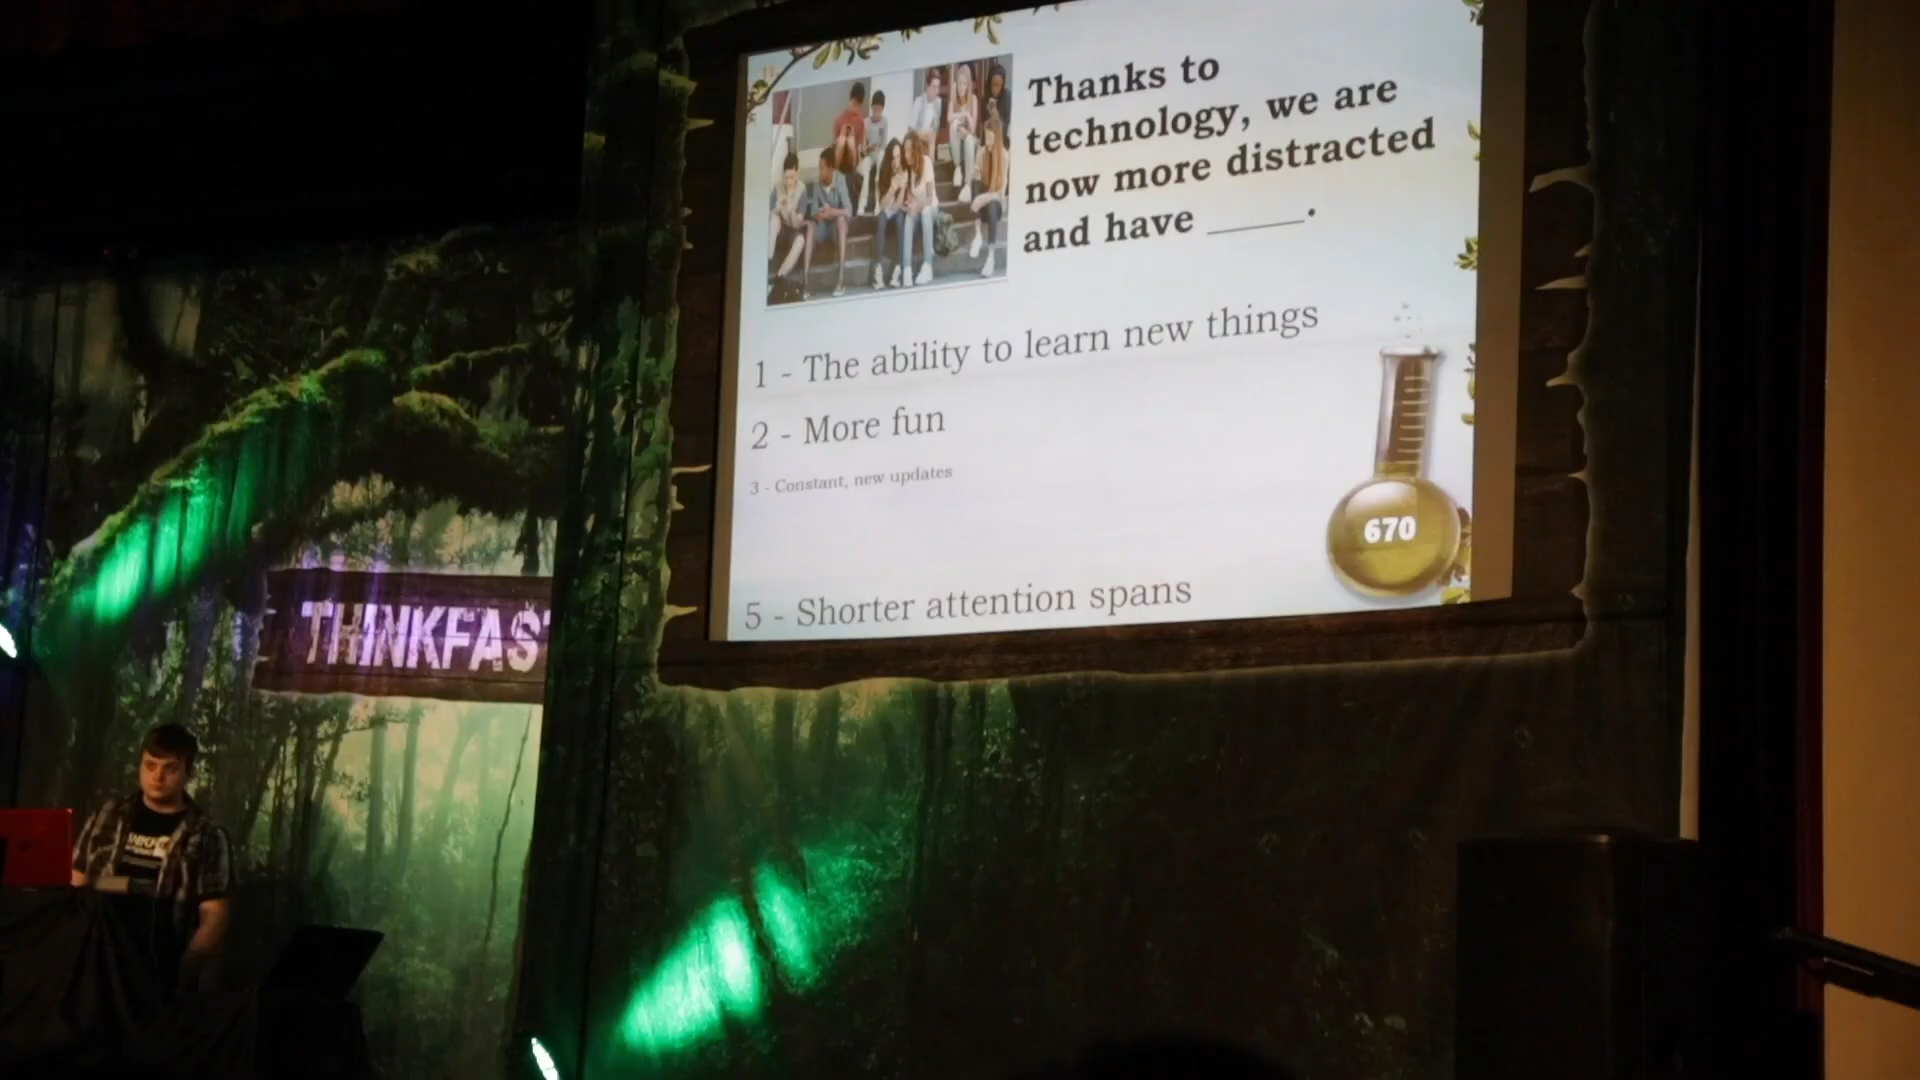 Thanks to
technology, we are
now more distracted
and have _____.
1 - The ability to learn new things
2 - More fun
3 - Constant, new updates
670
5 - Shorter attention spans
THINKFAST